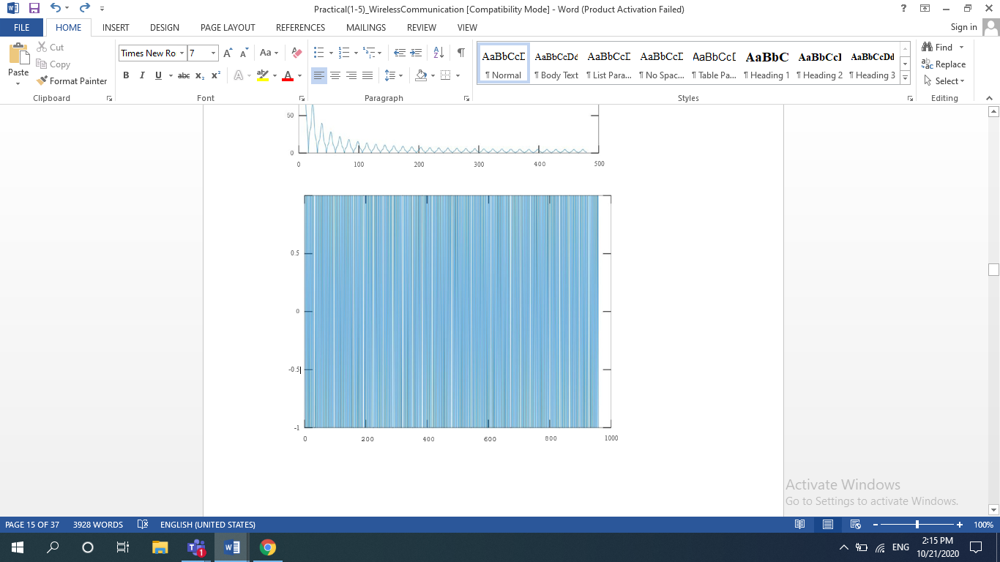 Practical(1-5)_WirelessCommunication [Compatibility Mode] - Word (Product Activation Failed)
FILE HOME INSERT DESIGN PAGE LAYOUT REFERENCES MAILINGS REVIEW VIEW Sign in
Paste
Cut
Copy
Format Painter
Clipboard
Times New Ro 7
Font
Paragraph
AaBbCcD AaBbCcDd AaBbCcD AaBbCcD AaBbCcD AaBbC AaBbCcI AaBbCcDd
¶ Normal ¶ Body Text ¶ List Para... ¶ No Spac... ¶ Table Pa... ¶ Heading 1 ¶ Heading 2 ¶ Heading 3
Styles
Find
Replace
Select
Editing
50
0
0 100 200 300 400 500
0.5
0
-0.5
-1
0 200 400 600 800 1000
Activate Windows
Go to Settings to activate Windows.
PAGE 15 OF 37 3928 WORDS ENGLISH (UNITED STATES) 100%
1
ENG
2:15 PM
10/21/2020